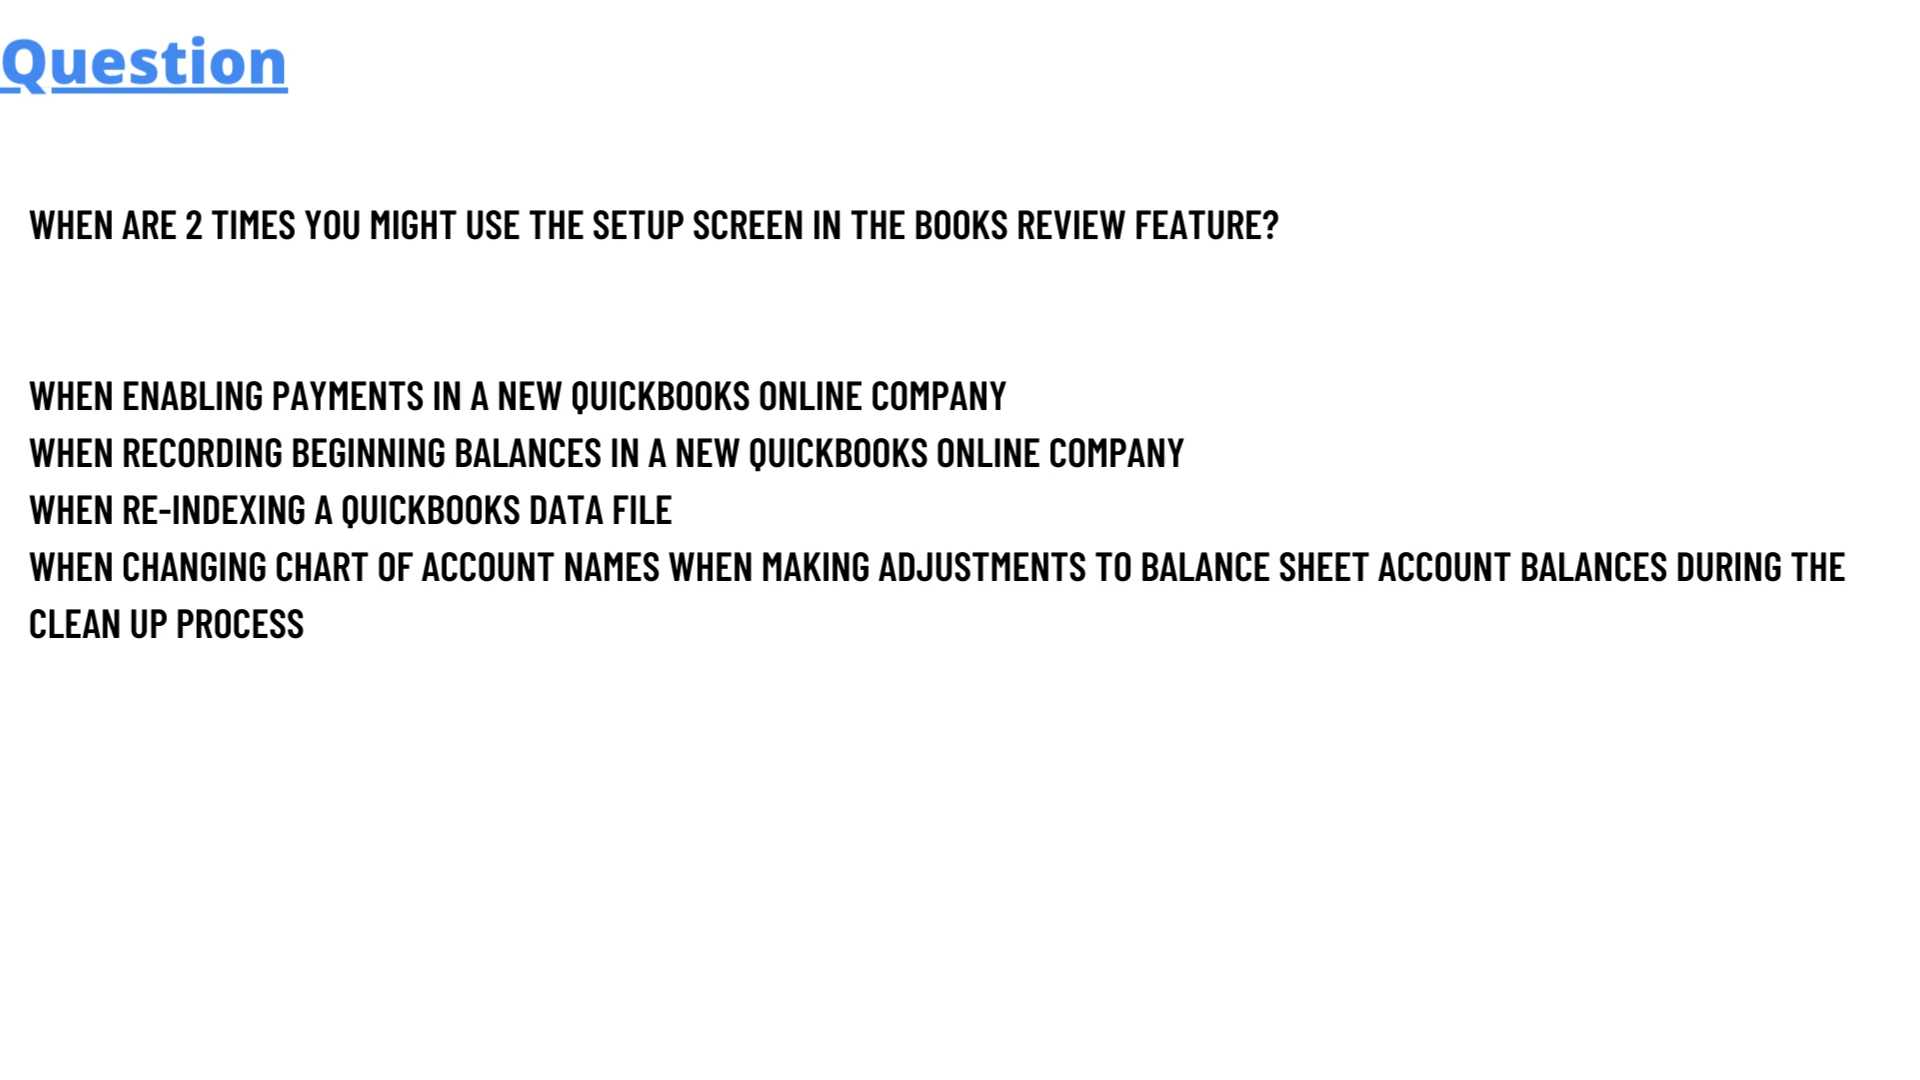 Question
WHEN ARE 2 TIMES YOU MIGHT USE THE SETUP SCREEN IN THE BOOKS REVIEW FEATURE?
WHEN ENABLING PAYMENTS IN A NEW QUICKBOOKS ONLINE COMPANY
WHEN RECORDING BEGINNING BALANCES IN A NEW QUICKBOOKS ONLINE COMPANY
WHEN RE-INDEXING A QUICKBOOKS DATA FILE
WHEN CHANGING CHART OF ACCOUNT NAMES WHEN MAKING ADJUSTMENTS TO BALANCE SHEET ACCOUNT BALANCES DURING THE
CLEAN UP PROCESS